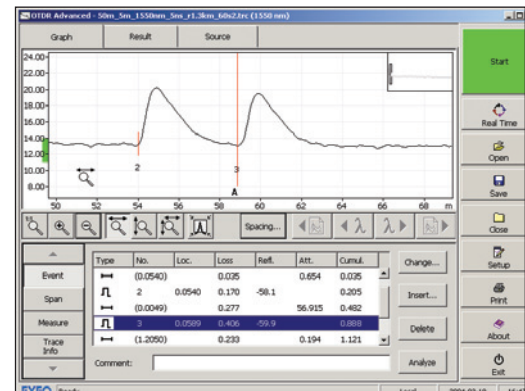 OTDR Advanced - 50m_5m_1550nm_5ns_r1.3km_60s2.trc (1550 nm)
Graph Result Source
24.00
22.00
20.00
18.00
16.00
14.00
12.00
10.00
8.00
2
3
A
50 52 54 56 58 60 62 64 66 68 m
Spacing...
Event
Span
Measure
Trace Info
Type No. Loc. Loss Refl. Att. Cumul.
(0.0540) 0.035 0.654 0.035
2 0.0540 0.170 -58.1 0.205
(0.0049) 0.277 56.915 0.482
3 0.0589 0.406 -59.9 0.888
(1.2050) 0.233 0.194 1.121
Comment:
Change...
Insert...
Delete
Analyze
Start
Real Time
Open
Save
Close
Setup
Print
About
Exit